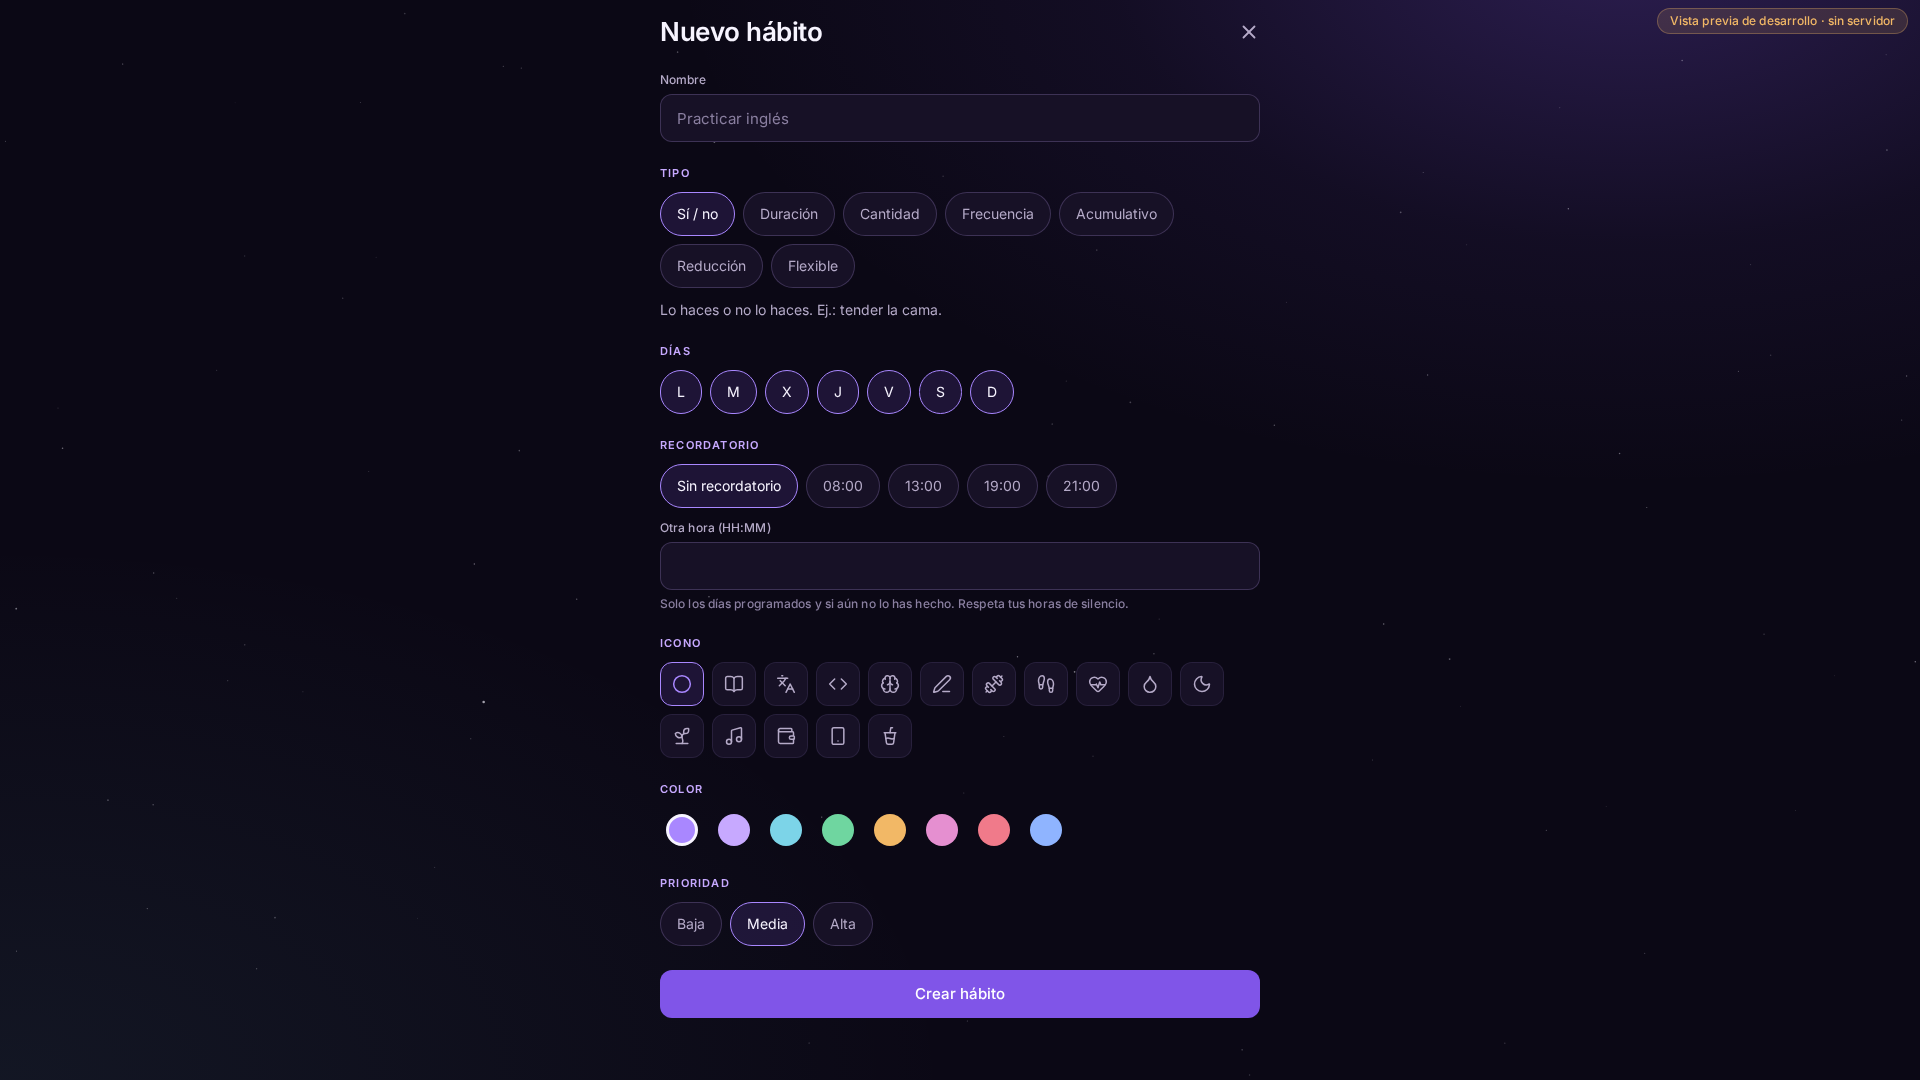 Nuevo hábito
Vista previa de desarrollo · sin servidor
Nombre
Practicar inglés
TIPO
Sí / no
Duración
Cantidad
Frecuencia
Acumulativo
Reducción
Flexible
Lo haces o no lo haces. Ej.: tender la cama.
DÍAS
L
M
X
J
V
S
D
RECORDATORIO
Sin recordatorio
08:00
13:00
19:00
21:00
Otra hora (HH:MM)
Solo los días programados y si aún no lo has hecho. Respeta tus horas de silencio.
ICONO
COLOR
PRIORIDAD
Baja
Media
Alta
Crear hábito